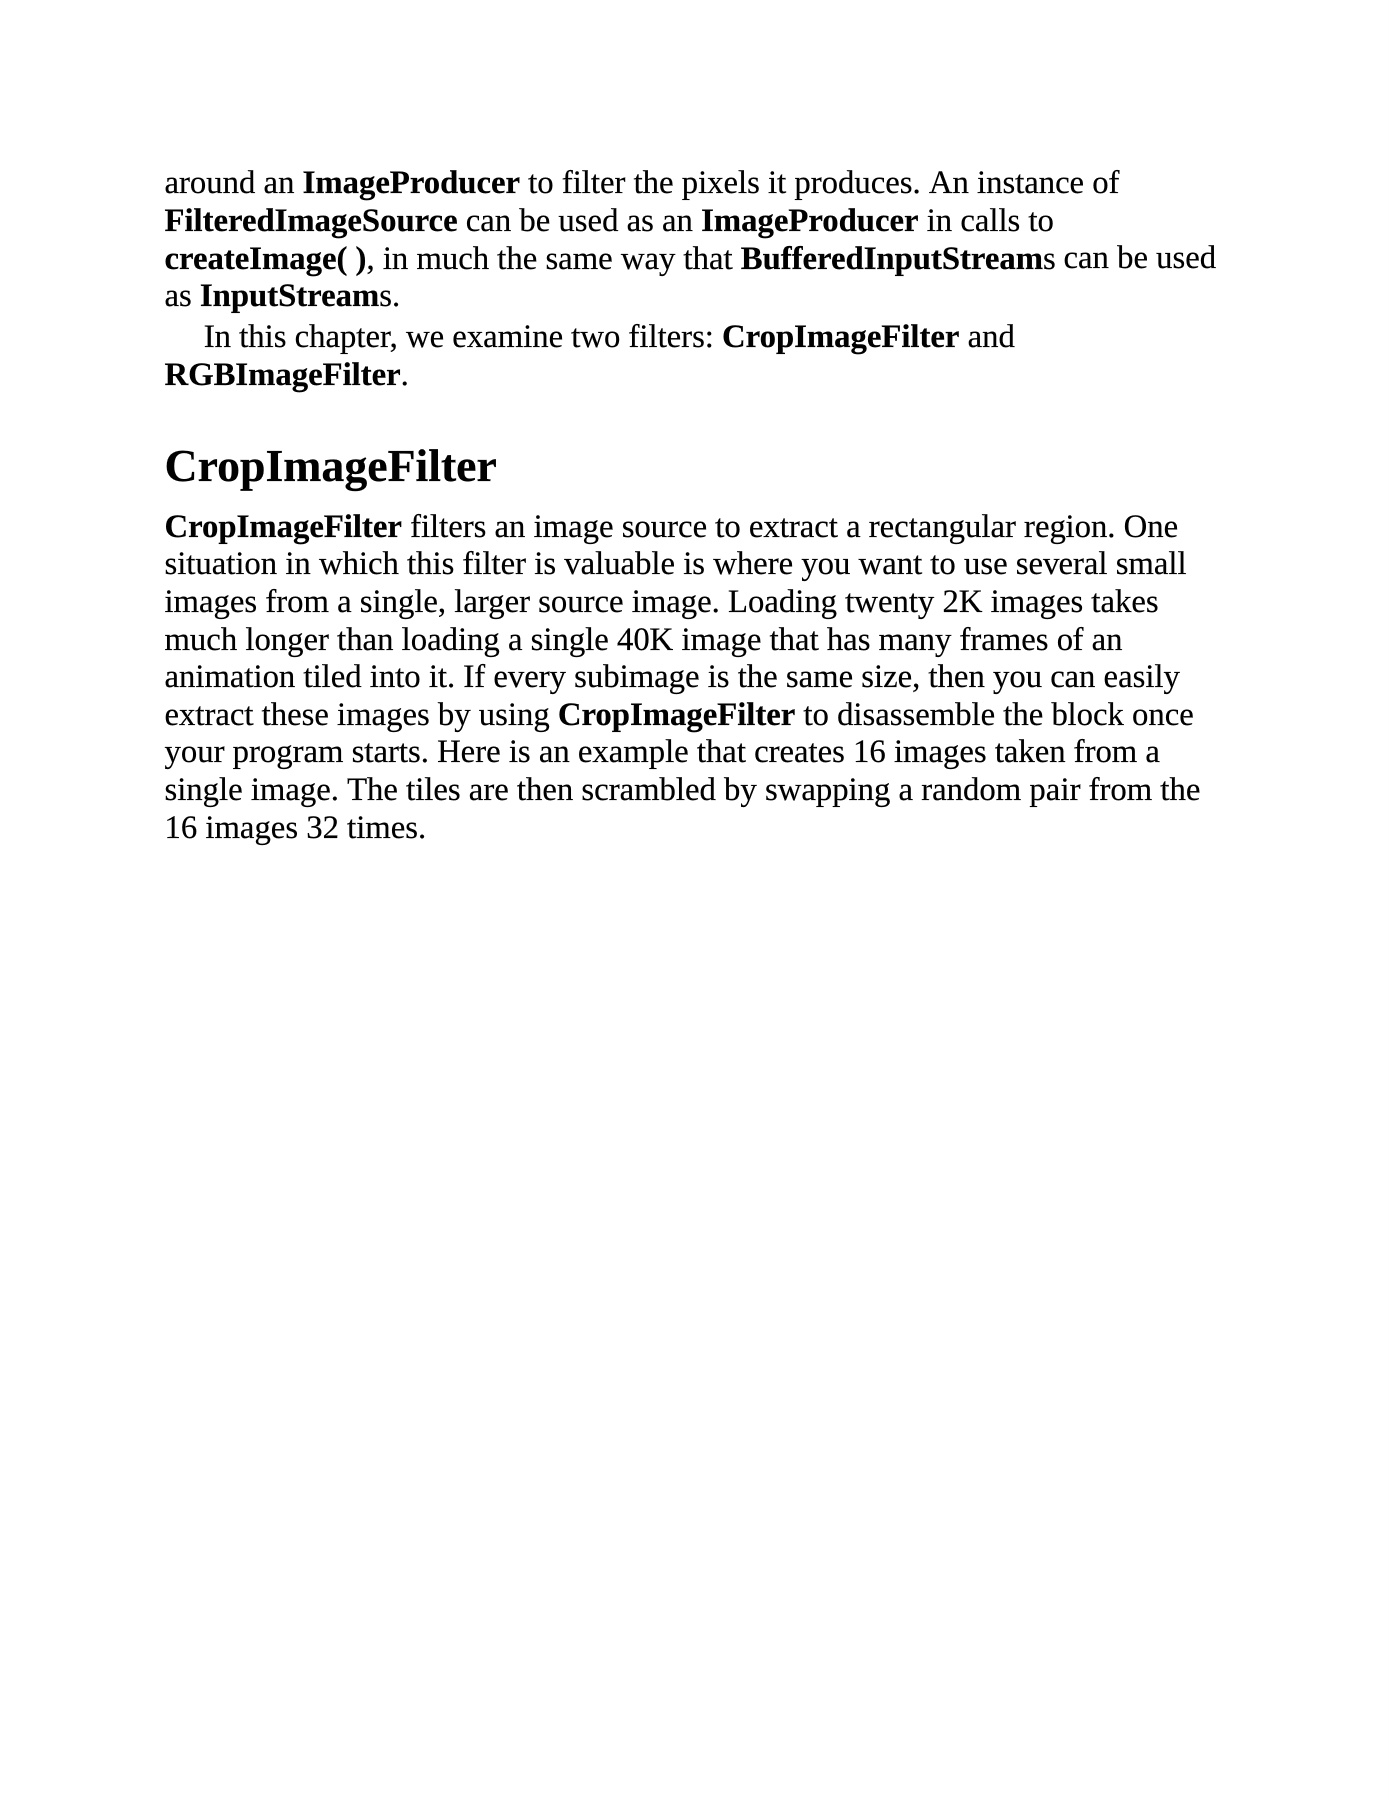 around an ImageProducer to filter the pixels it produces. An instance of
FilteredImageSource can be used as an ImageProducer in calls to
createImage( ), in much the same way that BufferedInputStreams can be used
as InputStreams.
In this chapter, we examine two filters: CropImageFilter and
RGBImageFilter.
CropImageFilter
CropImageFilter filters an image source to extract a rectangular region. One
situation in which this filter is valuable is where you want to use several small
images from a single, larger source image. Loading twenty 2K images takes
much longer than loading a single 40K image that has many frames of an
animation tiled into it. If every subimage is the same size, then you can easily
extract these images by using CropImageFilter to disassemble the block once
your program starts. Here is an example that creates 16 images taken from a
single image. The tiles are then scrambled by swapping a random pair from the
16 images 32 times.